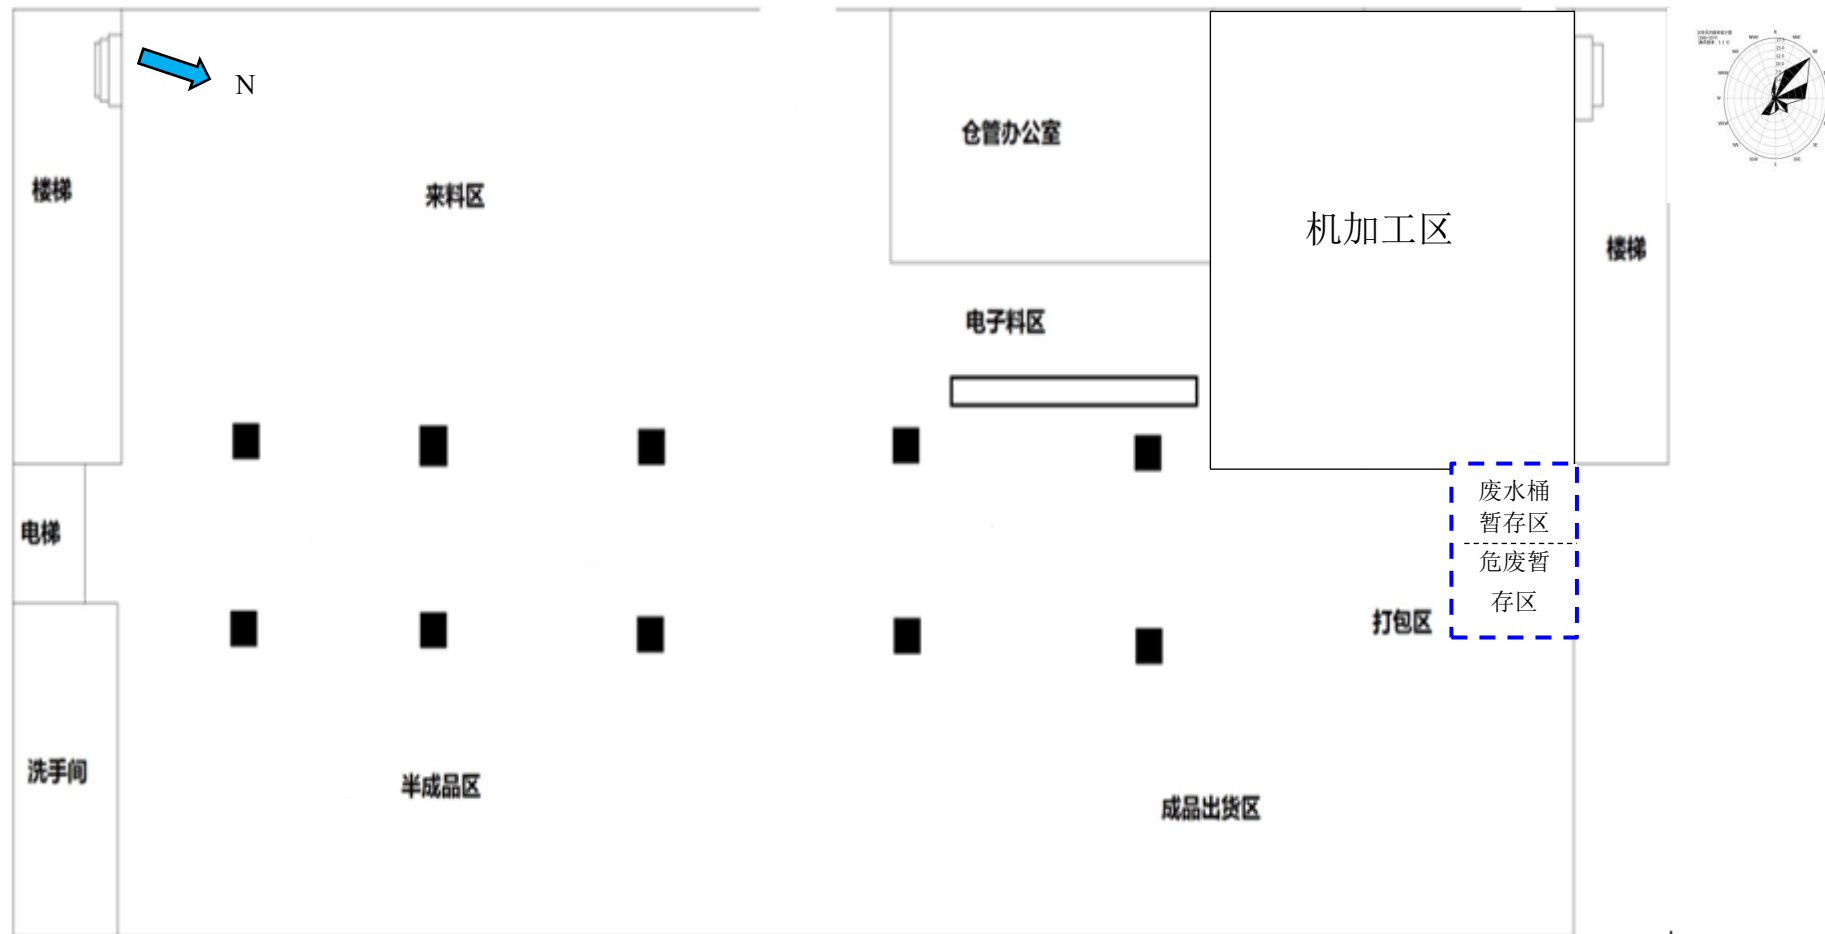 N
仓管办公室
楼梯
来料区
机加工区
楼梯
电子料区
废水桶
暂存区
电梯
危废暂
存区
打包区
洗手间
半成品区
成品出货区